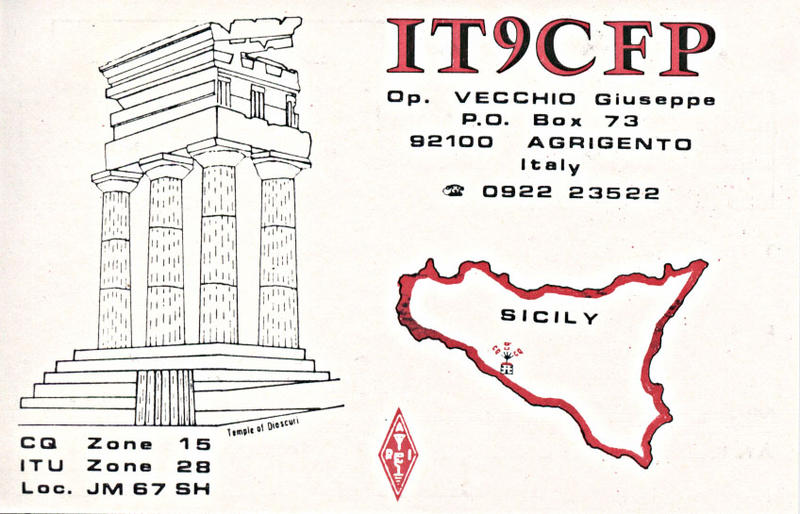 IT9CFP
Op. VECCHIO Giuseppe
P.O. Box 73
92100 AGRIGENTO
Italy
☎ 0922 23522
SICILY
Temple of Dioscuri
CQ Zone 15
ITU Zone 28
Loc. JM 67 SH